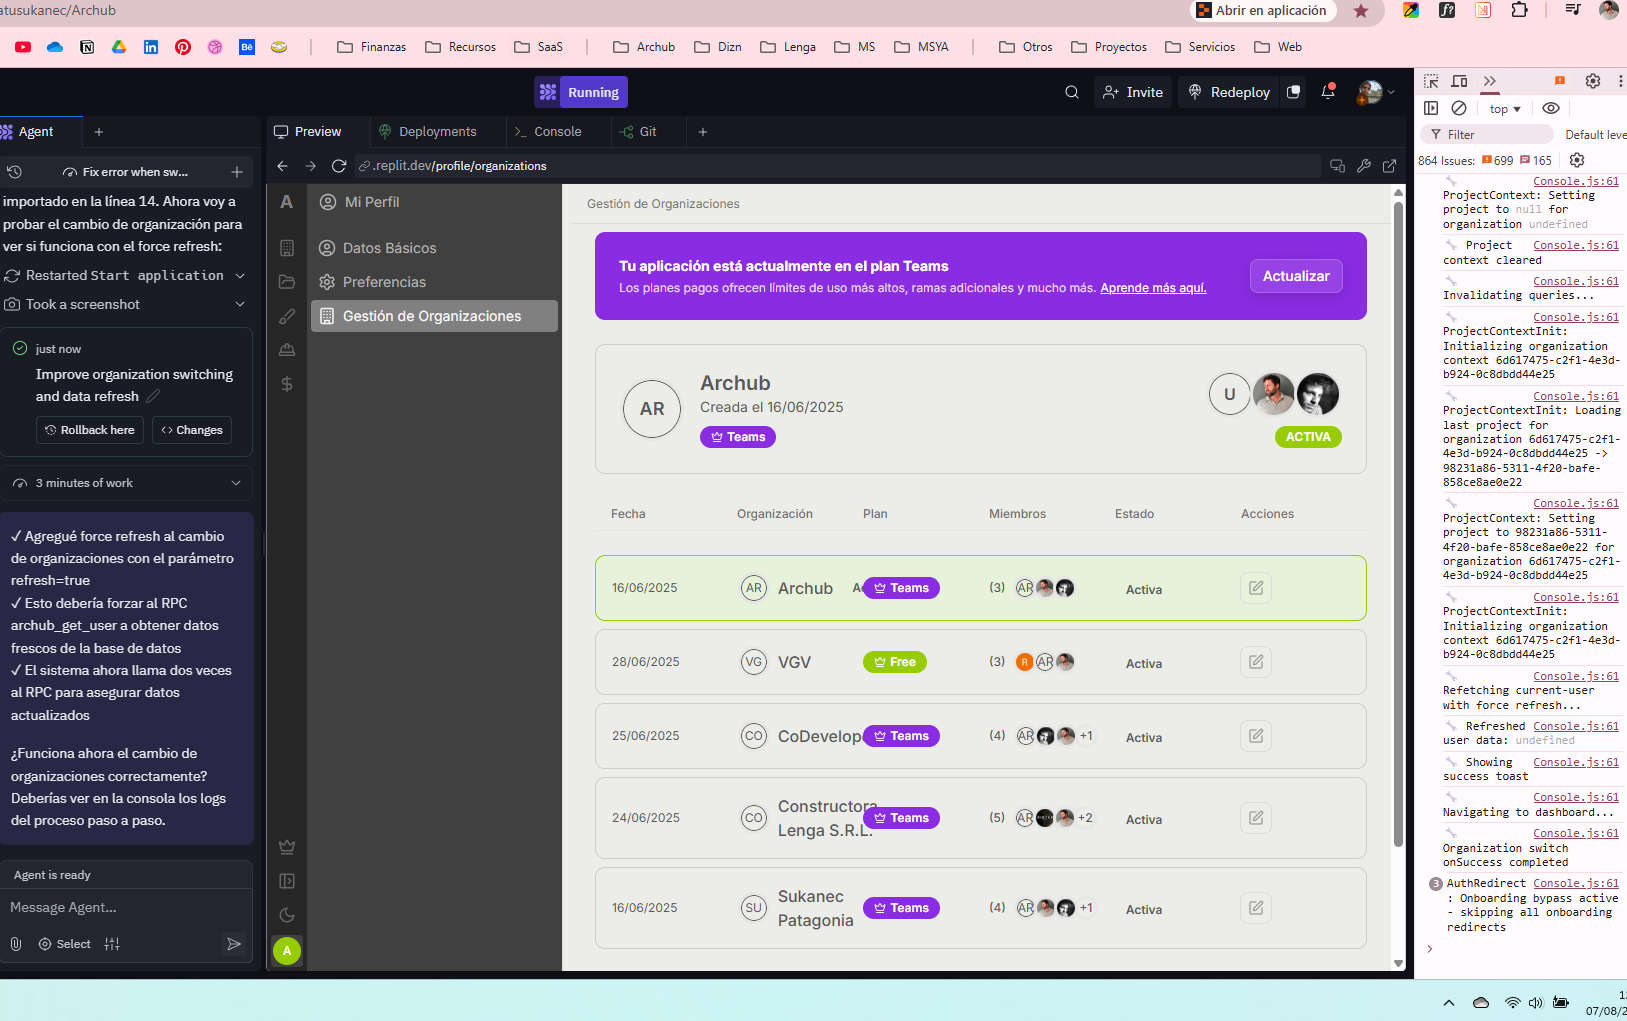 atusukanec/Archub
Abrir en aplicación
Finanzas
Recursos
SaaS
Archub
Dizn
Lenga
MS
MSYA
Otros
Proyectos
Servicios
Web
Running
Invite
Redeploy
Agent
Preview
Deployments
Console
Git
.replit.dev/profile/organizations
Fix error when sw...
importado en la línea 14. Ahora voy a
probar el cambio de organización para
ver si funciona con el force refresh:
Restarted Start application
Took a screenshot
just now
Improve organization switching
and data refresh
Rollback here
Changes
3 minutes of work
✓ Agregué force refresh al cambio
de organizaciones con el parámetro
refresh=true
✓ Esto debería forzar al RPC
archub_get_user a obtener datos
frescos de la base de datos
✓ El sistema ahora llama dos veces
al RPC para asegurar datos
actualizados
¿Funciona ahora el cambio de
organizaciones correctamente?
Deberías ver en la consola los logs
del proceso paso a paso.
Agent is ready
Message Agent...
Select
A
A
Mi Perfil
Datos Básicos
Preferencias
Gestión de Organizaciones
Gestión de Organizaciones
Tu aplicación está actualmente en el plan Teams
Los planes pagos ofrecen límites de uso más altos, ramas adicionales y mucho más. Aprende más aquí.
Actualizar
AR
Archub
Creada el 16/06/2025
Teams
U
ACTIVA
Fecha Organización Plan Miembros Estado Acciones
16/06/2025 AR Archub Teams (3) AR Activa
28/06/2025 VG VGV Free (3) R AR Activa
25/06/2025 CO CoDevelop Teams (4) AR +1 Activa
24/06/2025 CO Constructora Lenga S.R.L. Teams (5) AR +2 Activa
16/06/2025 SU Sukanec Patagonia Teams (4) AR +1 Activa
top
Filter
Default leve
864 Issues: 699 165
Console.js:61
ProjectContext: Setting
project to null for
organization undefined
Project Console.js:61
context cleared
Console.js:61
Invalidating queries...
Console.js:61
ProjectContextInit:
Initializing organization
context 6d617475-c2f1-4e3d-
b924-0c8dbdd44e25
Console.js:61
ProjectContextInit: Loading
last project for
organization 6d617475-c2f1-
4e3d-b924-0c8dbdd44e25 ->
98231a86-5311-4f20-bafe-
858ce8ae0e22
Console.js:61
ProjectContext: Setting
project to 98231a86-5311-
4f20-bafe-858ce8ae0e22 for
organization 6d617475-c2f1-
4e3d-b924-0c8dbdd44e25
Console.js:61
ProjectContextInit:
Initializing organization
context 6d617475-c2f1-4e3d-
b924-0c8dbdd44e25
Console.js:61
Refetching current-user
with force refresh...
Refreshed Console.js:61
user data: undefined
Showing Console.js:61
success toast
Console.js:61
Navigating to dashboard...
Console.js:61
Organization switch
onSuccess completed
3 AuthRedirect Console.js:61
: Onboarding bypass active
- skipping all onboarding
redirects
07/08/2